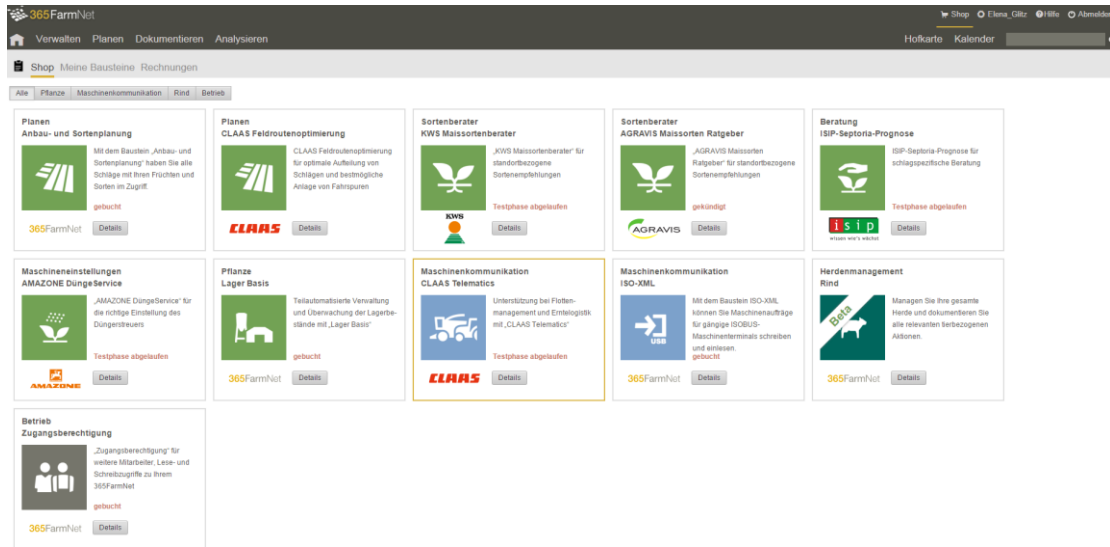 365FarmNet
Shop Elena_Glitz Hilfe Abmelden
Verwalten Planen Dokumentieren Analysieren
Hofkarte Kalender
Shop Meine Bausteine Rechnungen
Alle Pflanze Maschinenkommunikation Rind Betrieb
Planen
Anbau- und Sortenplanung
Mit dem Baustein „Anbau- und
Sortenplanung“ haben Sie alle
Schläge mit Ihren Früchten und
Sorten im Zugriff.
gebucht
365FarmNet
Details
Planen
CLAAS Feldroutenoptimierung
CLAAS Feldroutenoptimierung
für optimale Aufteilung von
Schlägen und bestmögliche
Anlage von Fahrspuren
CLAAS
Details
Sortenberater
KWS Maissortenberater
„KWS Maissortenberater“ für
standortbezogene
Sortenempfehlungen
Testphase abgelaufen
KWS
Details
Sortenberater
AGRAVIS Maissorten Ratgeber
„AGRAVIS Maissorten
Ratgeber“ für standortbezogene
Sortenempfehlungen
gekündigt
AGRAVIS
Details
Beratung
ISIP-Septoria-Prognose
ISIP-Septoria-Prognose für
schlagspezifische Beratung
Testphase abgelaufen
isip
wissen wie's wächst
Details
Maschineneinstellungen
AMAZONE DüngeService
„AMAZONE DüngeService“ für
die richtige Einstellung des
Düngerstreuers
Testphase abgelaufen
AMAZONE
Details
Pflanze
Lager Basis
Teilautomatisierte Verwaltung
und Überwachung der Lagerbe-
stände mit „Lager Basis“
gebucht
365FarmNet
Details
Maschinenkommunikation
CLAAS Telematics
Unterstützung bei Flotten-
management und Erntelogistik
mit „CLAAS Telematics“
Testphase abgelaufen
CLAAS
Details
Maschinenkommunikation
ISO-XML
USB
Mit dem Baustein ISO-XML
können Sie Maschinenaufträge
für gängige ISOBUS-
Maschinenterminals schreiben
und einlesen.
gebucht
365FarmNet
Details
Herdenmanagement
Rind
Beta
Managen Sie Ihre gesamte
Herde und dokumentieren Sie
alle relevanten tierbezogenen
Aktionen.
365FarmNet
Details
Betrieb
Zugangsberechtigung
„Zugangsberechtigung“ für
weitere Mitarbeiter, Lese- und
Schreibzugriffe zu Ihrem
365FarmNet
gebucht
365FarmNet
Details